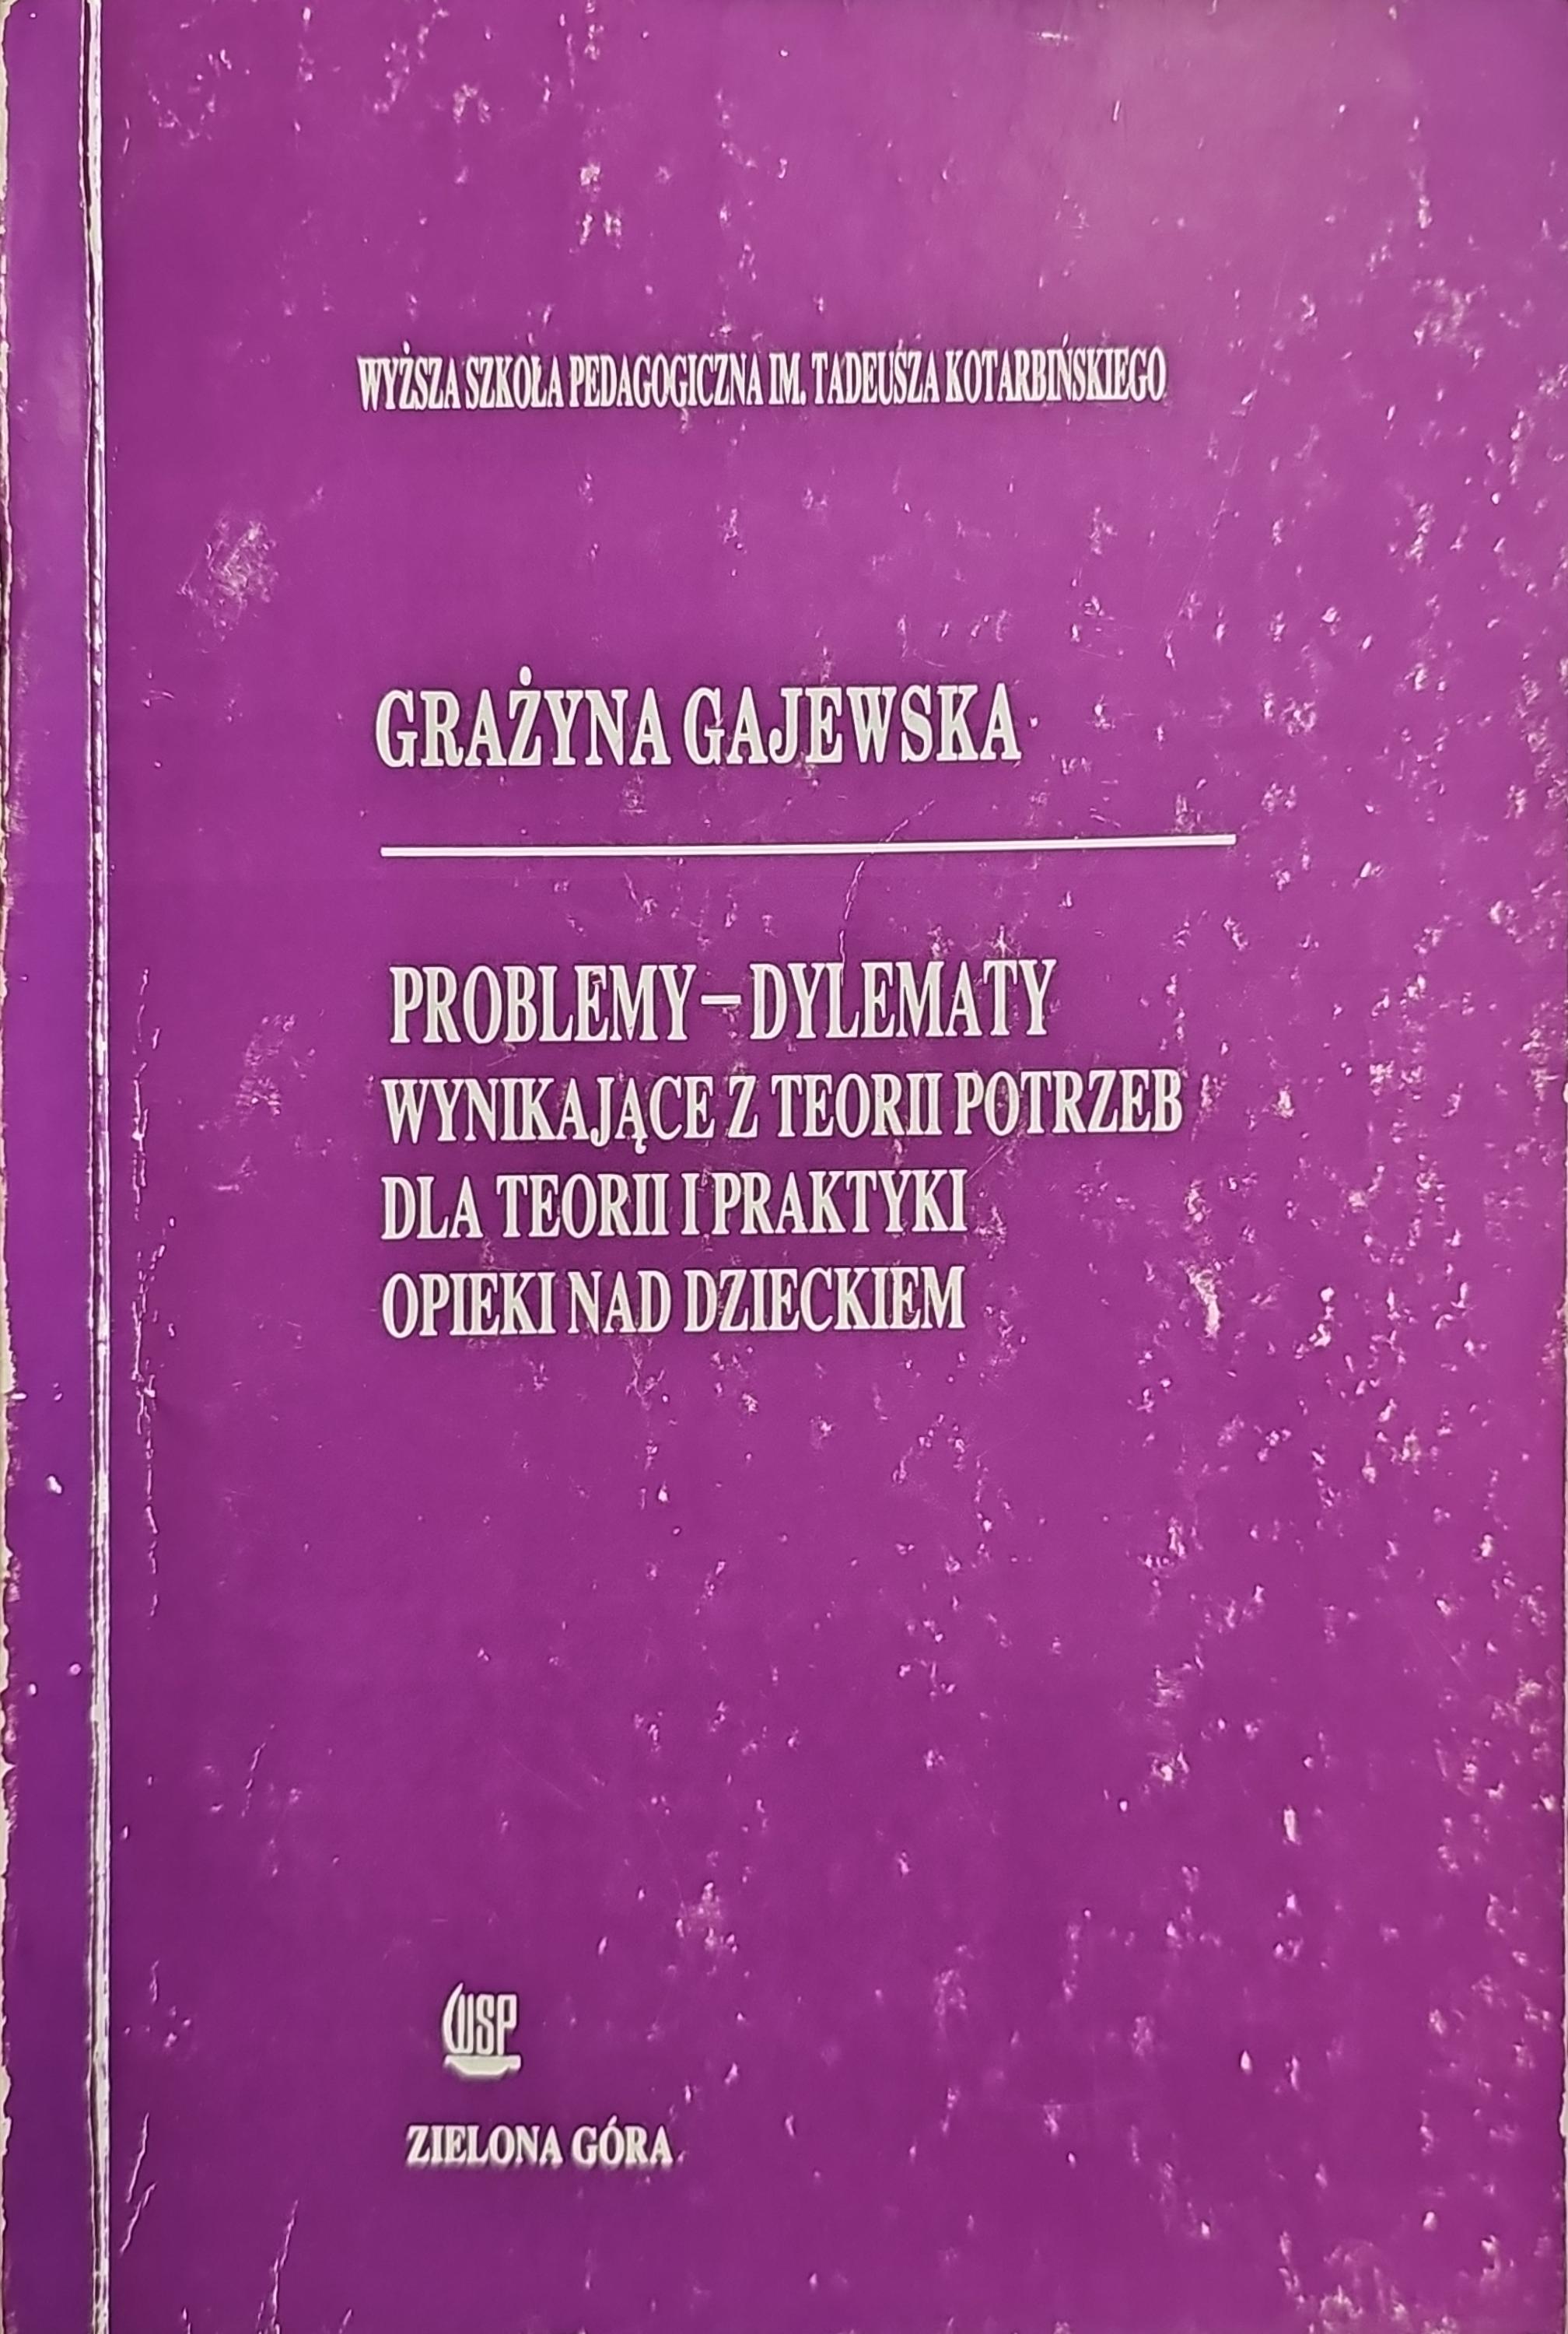 WYŻSZA SZKOŁA PEDAGOGICZNA IM. TADEUSZA KOTARBIŃSKIEGO
GRAŻYNA GAJEWSKA
PROBLEMY – DYLEMATY
WYNIKAJĄCE Z TEORII POTRZEB
DLA TEORII I PRAKTYKI
OPIEKI NAD DZIECKIEM
WSP
ZIELONA GÓRA